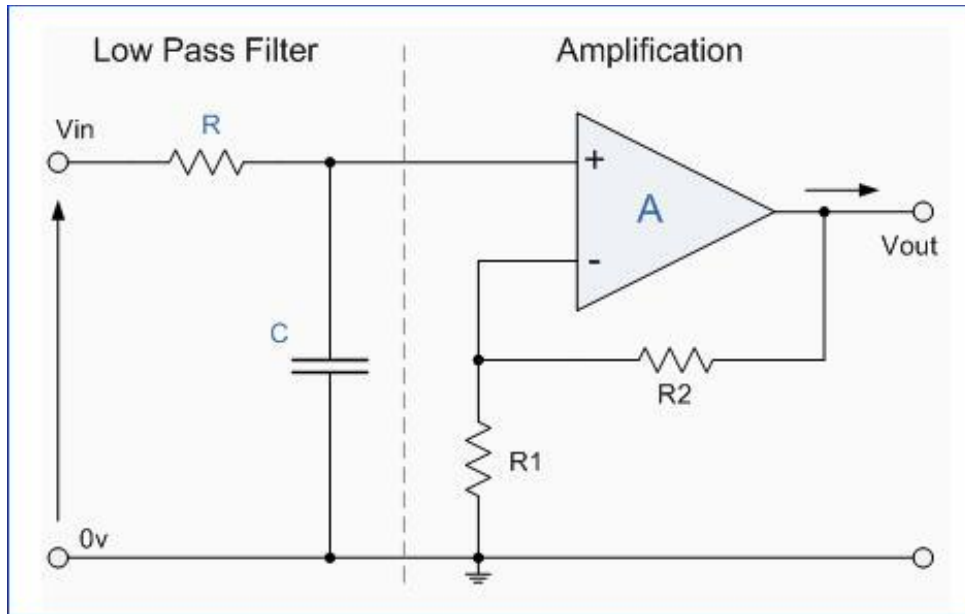 Low Pass Filter
Amplification
Vin
R
+
A
-
Vout
C
R2
R1
0v